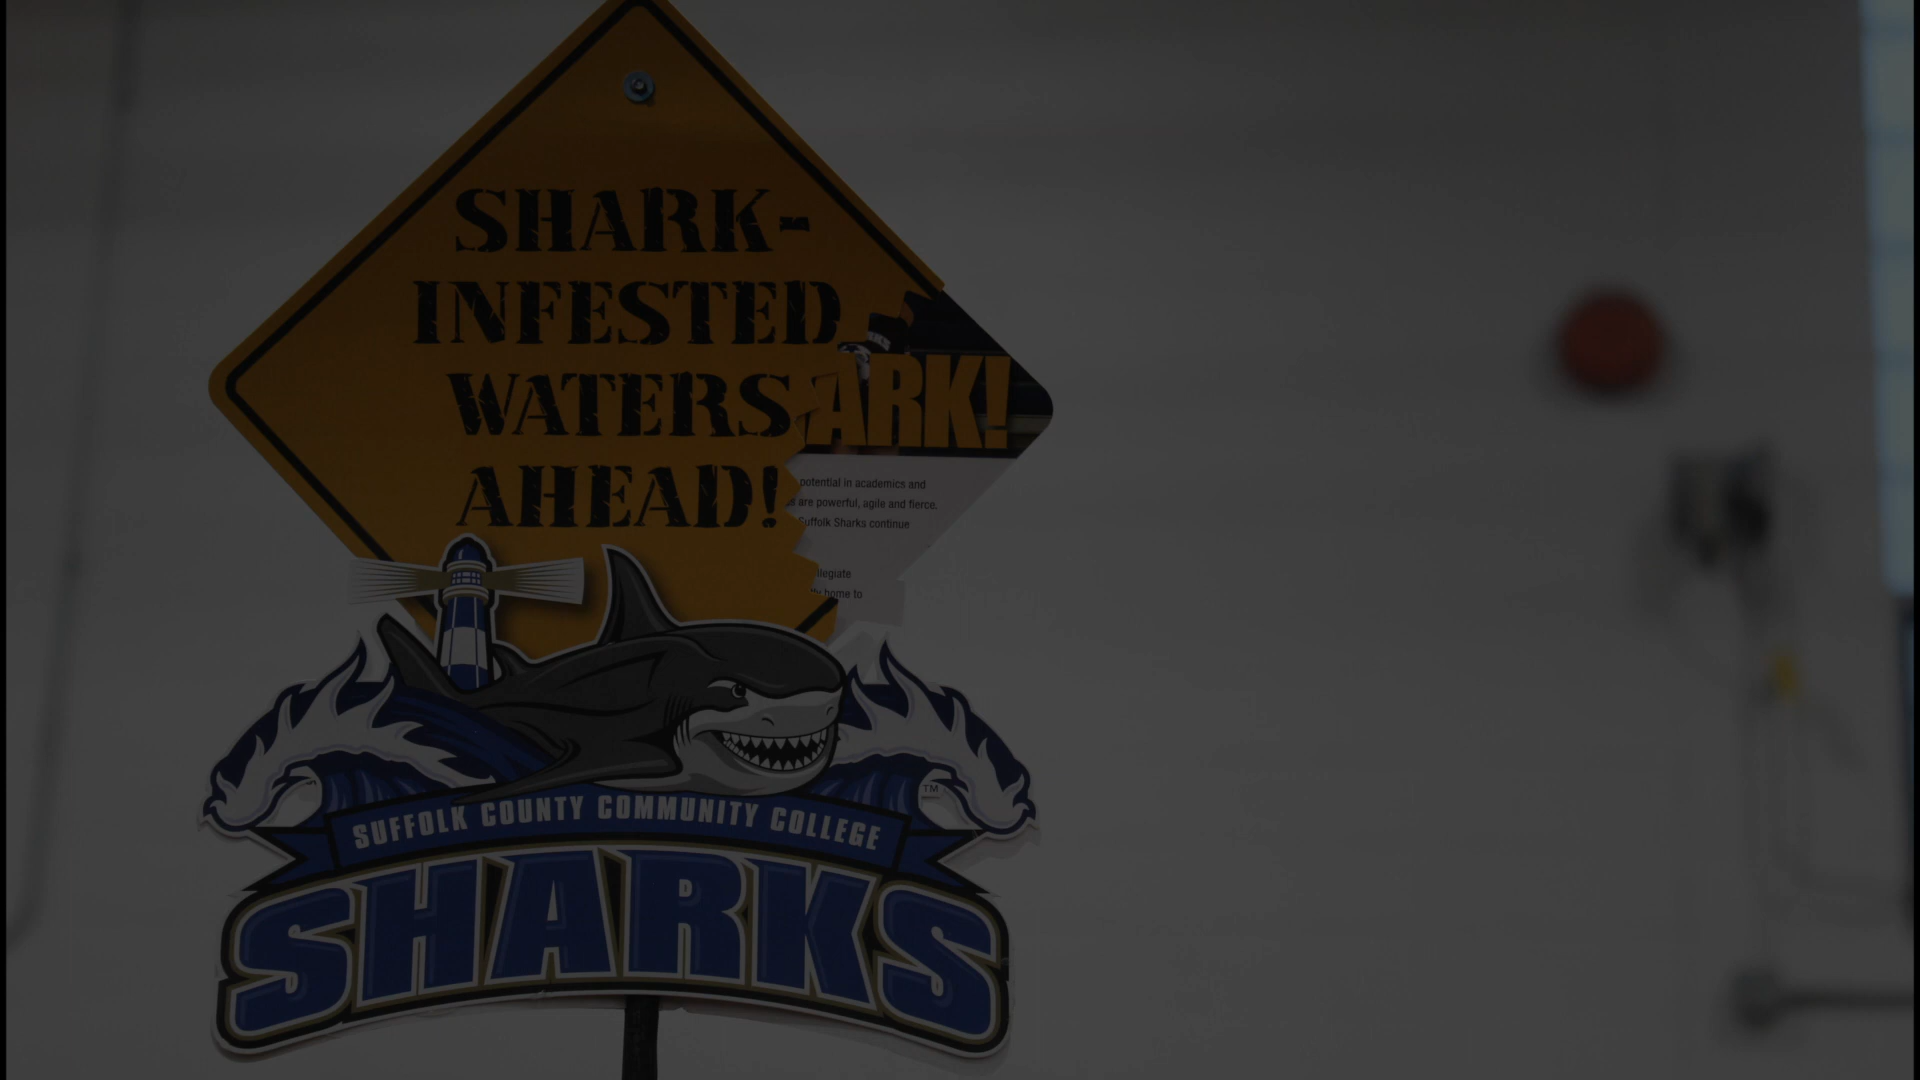 SHARK-
INFESTED
WATERS
AHEAD!
ARK!
potential in academics and
are powerful, agile and fierce.
Suffolk Sharks continue
home to
TM
SUFFOLK COUNTY COMMUNITY COLLEGE
SHARKS